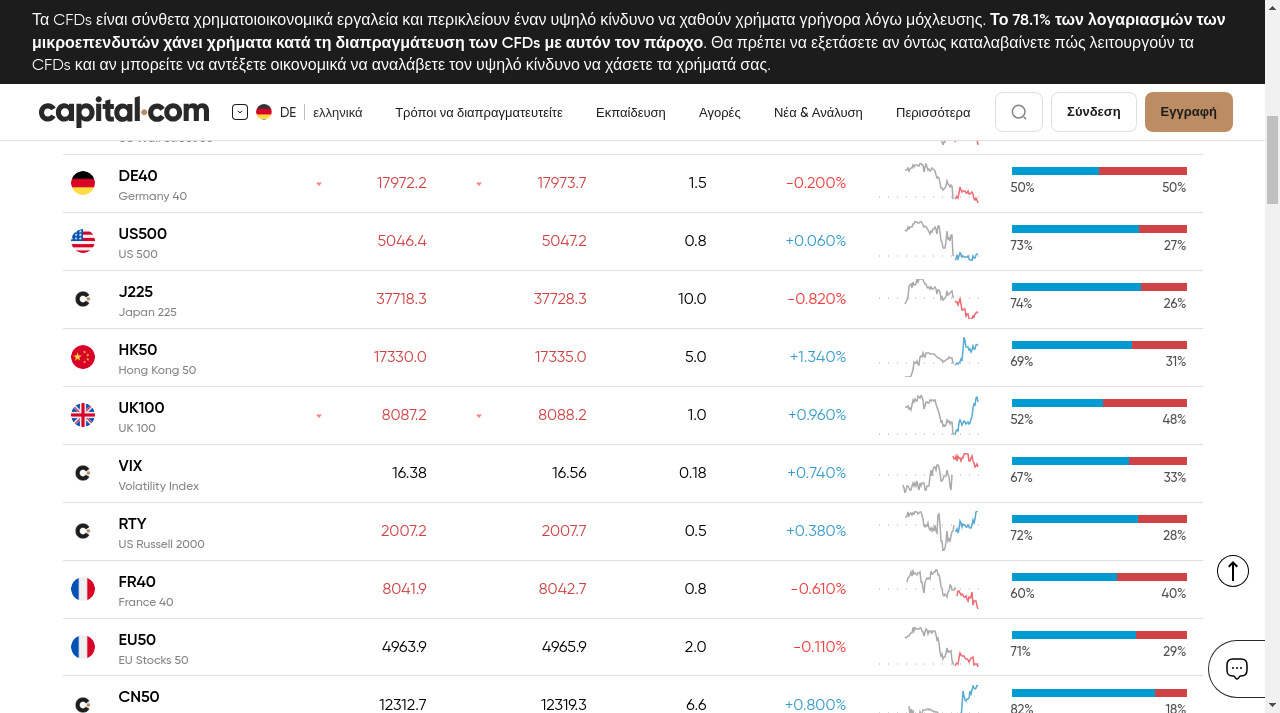 Τα CFDs είναι σύνθετα χρηματοοικονομικά εργαλεία και περικλείουν έναν υψηλό κίνδυνο να χαθούν χρήματα γρήγορα λόγω μόχλευσης. Το 78.1% των λογαριασμών των
μικροεπενδυτών χάνει χρήματα κατά τη διαπραγμάτευση των CFDs με αυτόν τον πάροχο. Θα πρέπει να εξετάσετε αν όντως καταλαβαίνετε πώς λειτουργούν τα
CFDs και αν μπορείτε να αντέξετε οικονομικά να αναλάβετε τον υψηλό κίνδυνο να χάσετε τα χρήματά σας.
capital.com DE ελληνικά Τρόποι να διαπραγματευτείτε Εκπαίδευση Αγορές Νέα & Ανάλυση Περισσότερα Σύνδεση Εγγραφή
DE40 17972.2 17973.7 1.5 -0.200%
Germany 40 50% 50%
US500 5046.4 5047.2 0.8 +0.060%
US 500 73% 27%
J225 37718.3 37728.3 10.0 -0.820%
Japan 225 74% 26%
HK50 17330.0 17335.0 5.0 +1.340%
Hong Kong 50 69% 31%
UK100 8087.2 8088.2 1.0 +0.960%
UK 100 52% 48%
VIX 16.38 16.56 0.18 +0.740%
Volatility Index 67% 33%
RTY 2007.2 2007.7 0.5 +0.380%
US Russell 2000 72% 28%
FR40 8041.9 8042.7 0.8 -0.610%
France 40 60% 40%
EU50 4963.9 4965.9 2.0 -0.110%
EU Stocks 50 71% 29%
CN50 12312.7 12319.3 6.6 +0.800%
82% 18%